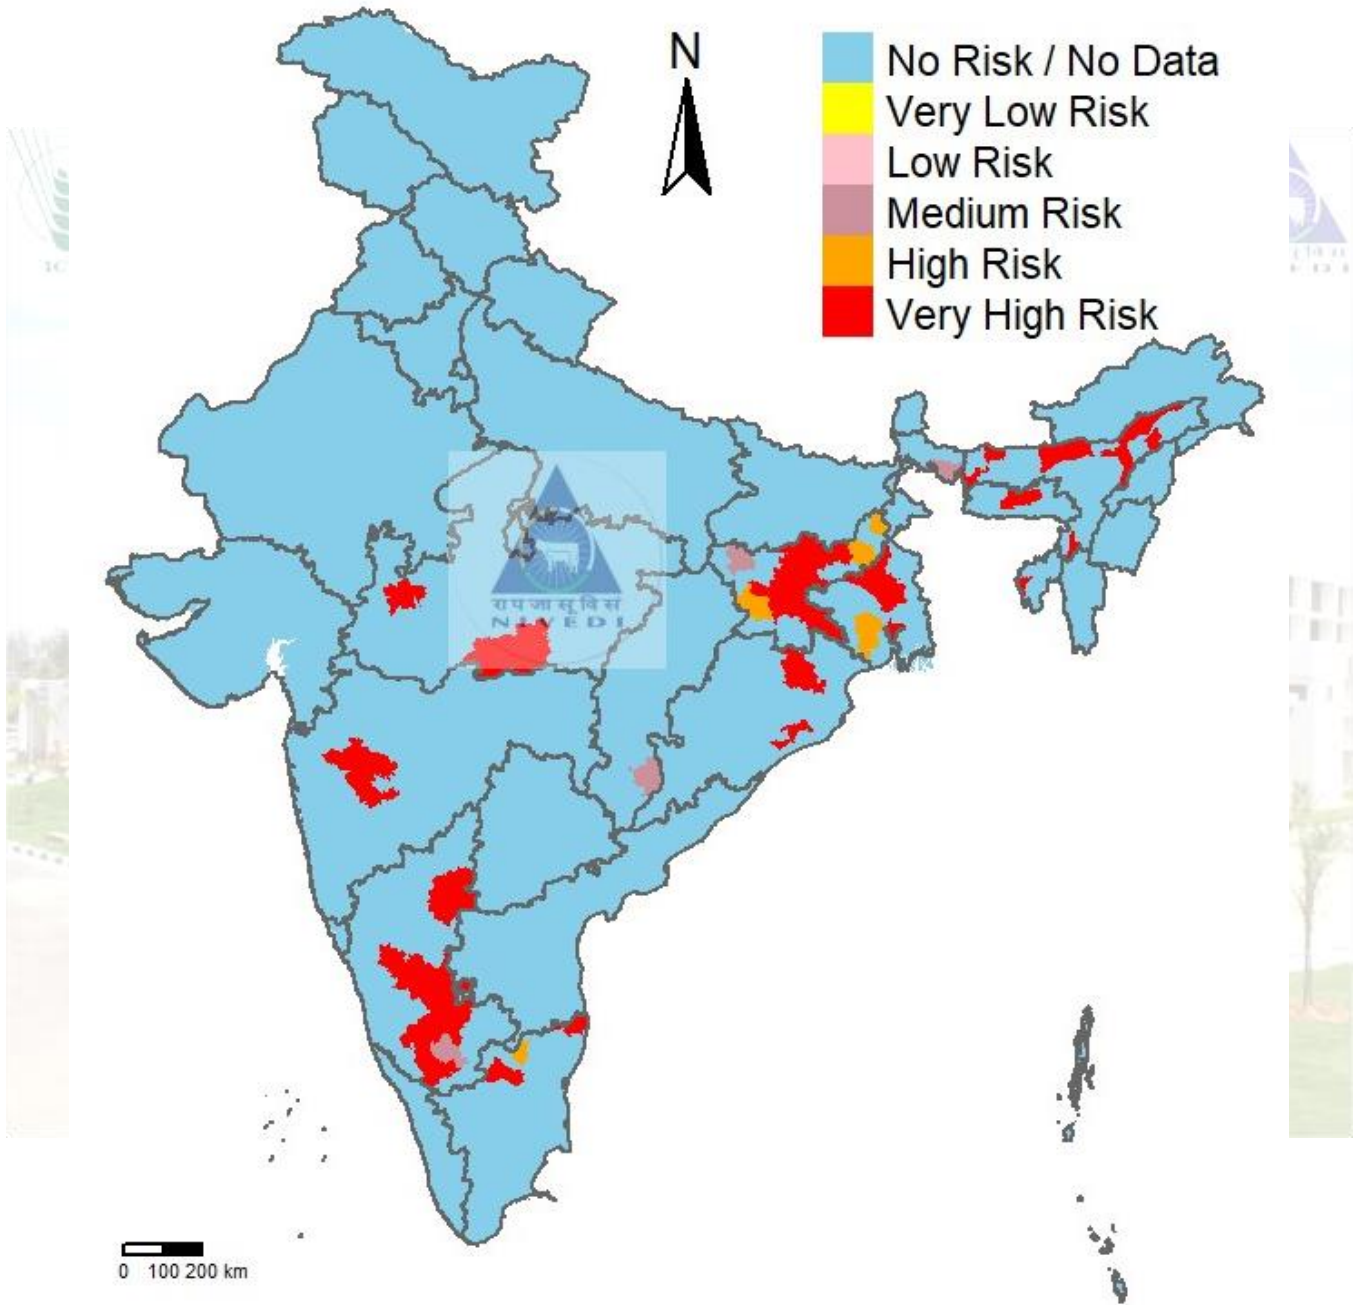 N
No Risk / No Data
Very Low Risk
Low Risk
Medium Risk
High Risk
Very High Risk
रापजासूविसं
NIVEDI
0 100 200 km